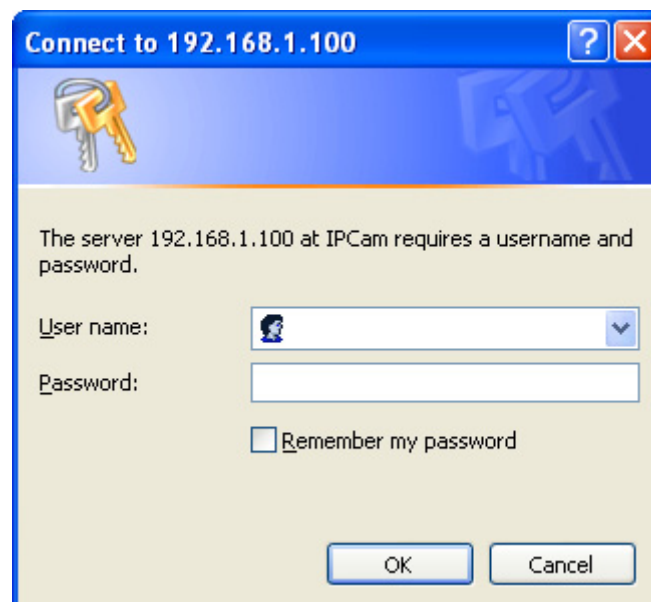 Connect to 192.168.1.100
The server 192.168.1.100 at IPCam requires a username and
password.
User name:
Password:
Remember my password
OK
Cancel